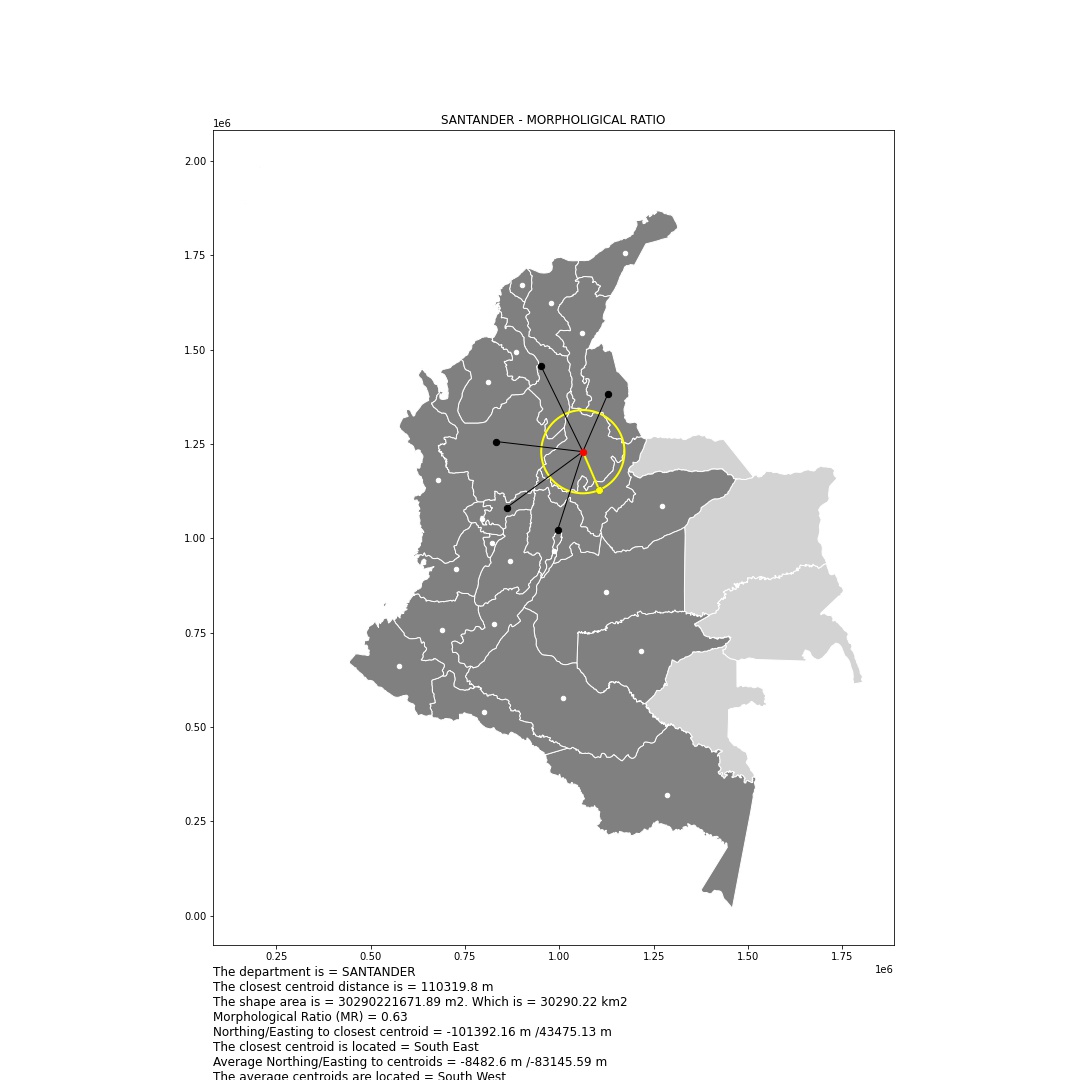 SANTANDER - MORPHOLIGICAL RATIO
1e6
2.00
1.75
1.50
1.25
1.00
0.75
0.50
0.25
0.00
0.25 0.50 0.75 1.00 1.25 1.50 1.75
1e6
The department is = SANTANDER
The closest centroid distance is = 110319.8 m
The shape area is = 30290221671.89 m2. Which is = 30290.22 km2
Morphological Ratio (MR) = 0.63
Northing/Easting to closest centroid = -101392.16 m /43475.13 m
The closest centroid is located = South East
Average Northing/Easting to centroids = -8482.6 m /-83145.59 m
The average centroids are located = South West